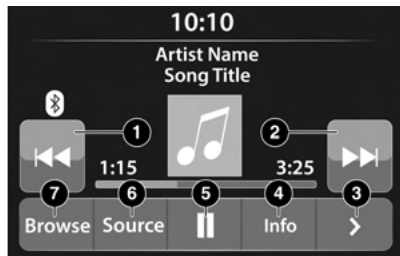 10:10
Artist Name
Song Title
1
2
1:15
3:25
7
6
5
4
3
Browse
Source
Info